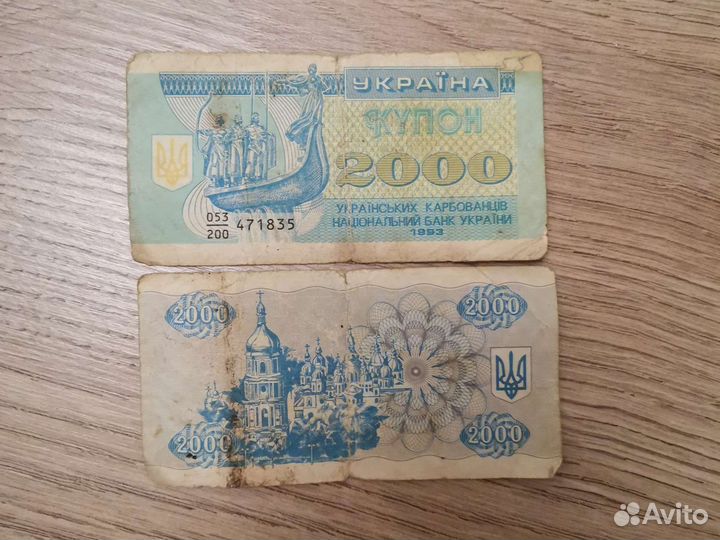 УКРАЇНА
КУПОН
2000
УКРАЇНСЬКИХ КАРБОВАНЦІВ
НАЦІОНАЛЬНИЙ БАНК УКРАЇНИ
1993
053
200 471835
2000 2000
2000 2000
Avito